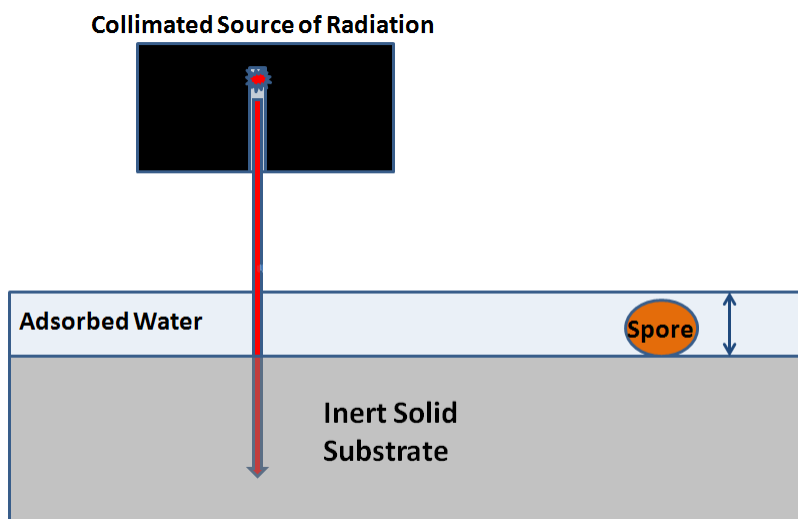 Collimated Source of Radiation
Adsorbed Water
Spore
Inert Solid
Substrate